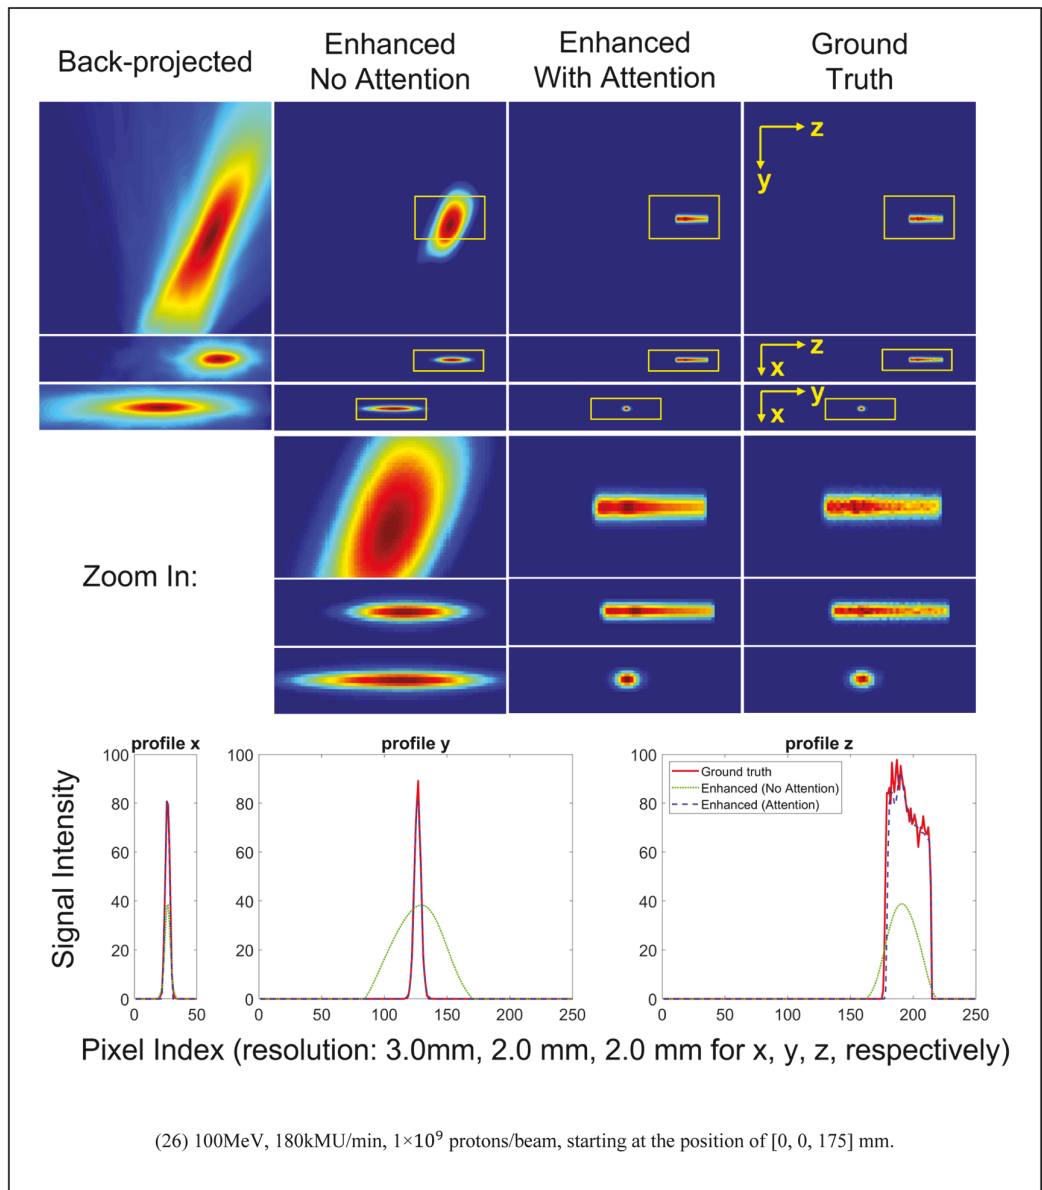 Back-projected
Enhanced
No Attention
Enhanced
With Attention
Ground
Truth
z
y
z
x
y
x
Zoom In:
profile x
profile y
profile z
Signal Intensity
100
80
60
40
20
0
0 50
100
80
60
40
20
0
0 50 100 150 200 250
100
80
60
40
20
0
0 50 100 150 200 250
Ground truth
Enhanced (No Attention)
Enhanced (Attention)
Pixel Index (resolution: 3.0mm, 2.0 mm, 2.0 mm for x, y, z, respectively)
(26) 100MeV, 180kMU/min, 1×10⁹ protons/beam, starting at the position of [0, 0, 175] mm.